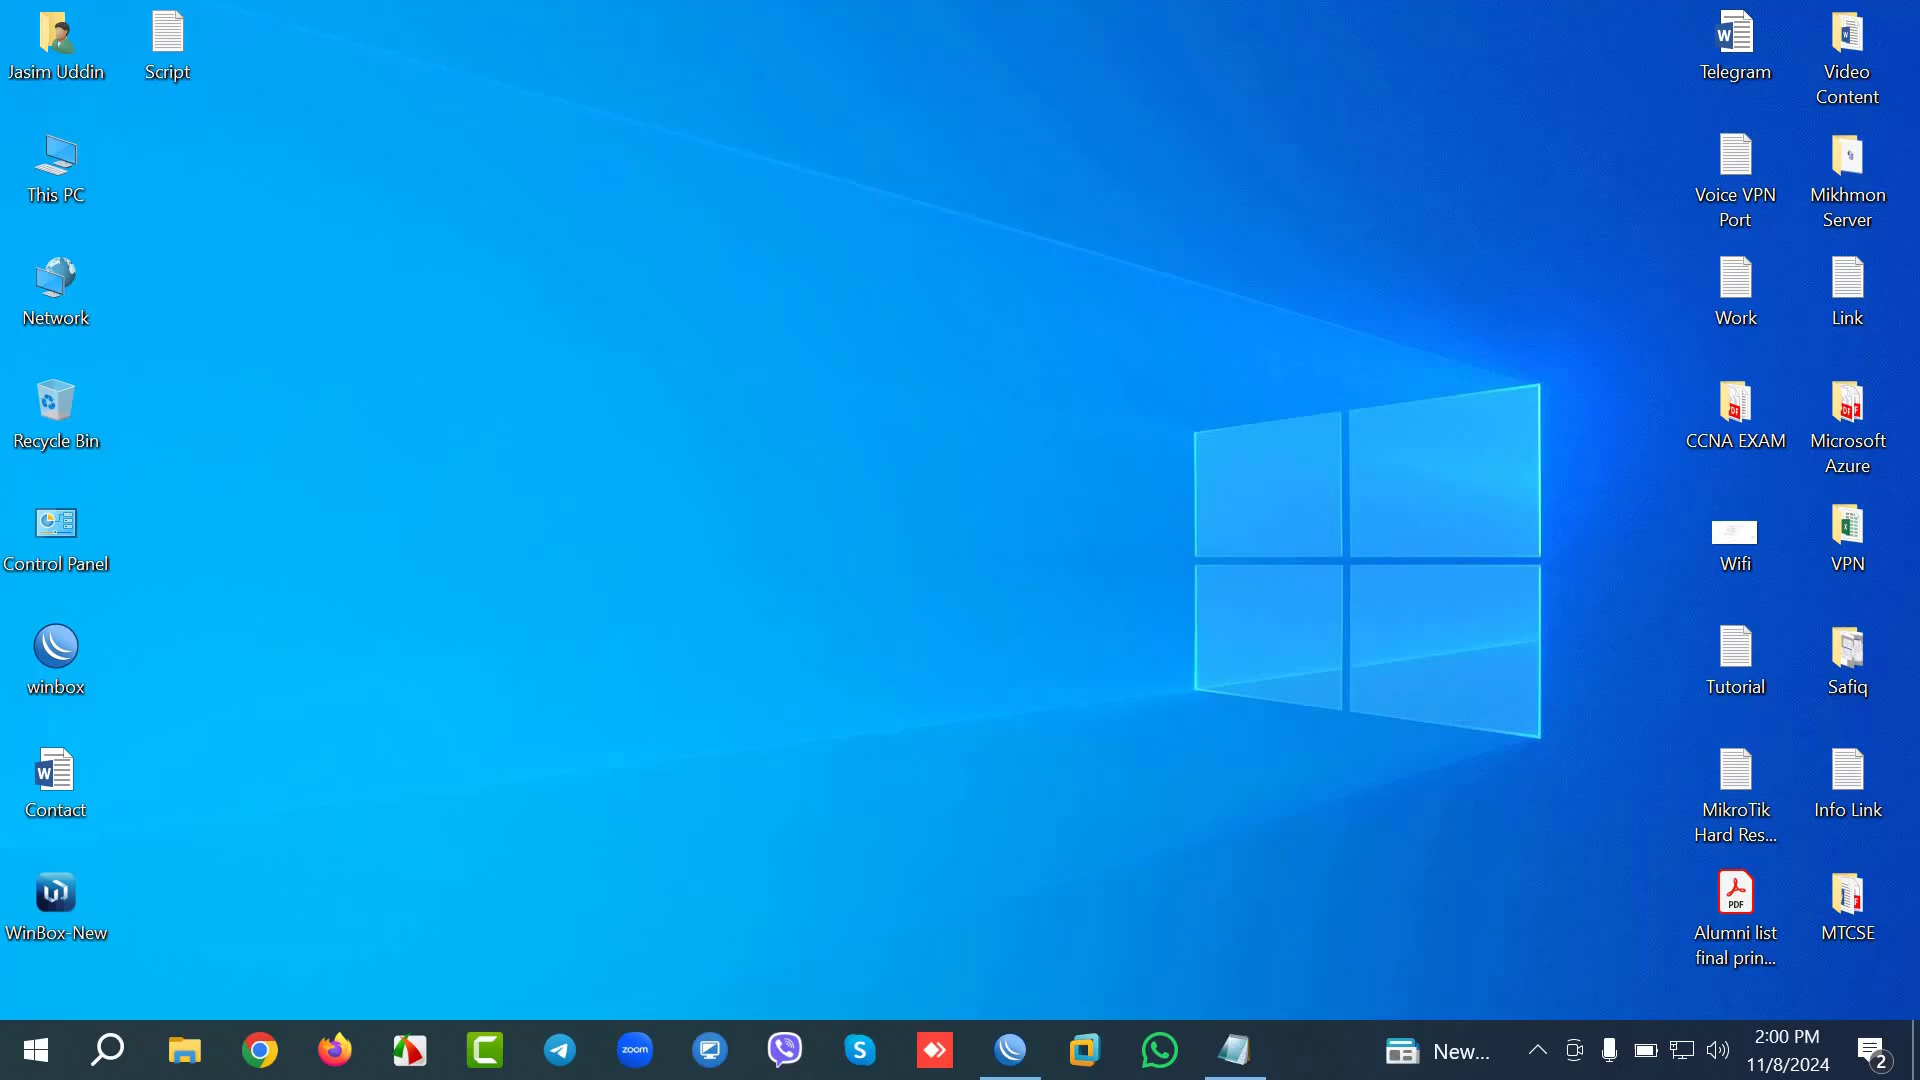 Jasim Uddin
Script
This PC
Network
Recycle Bin
Control Panel
winbox
Contact
WinBox-New
Telegram
Video
Content
Voice VPN
Port
Mikhmon
Server
Work
Link
CCNA EXAM
Microsoft
Azure
Wifi
VPN
Tutorial
Safiq
MikroTik
Hard Res...
Info Link
PDF
Alumni list
final prin...
MTCSE
zoom
New...
2:00 PM
11/8/2024
2